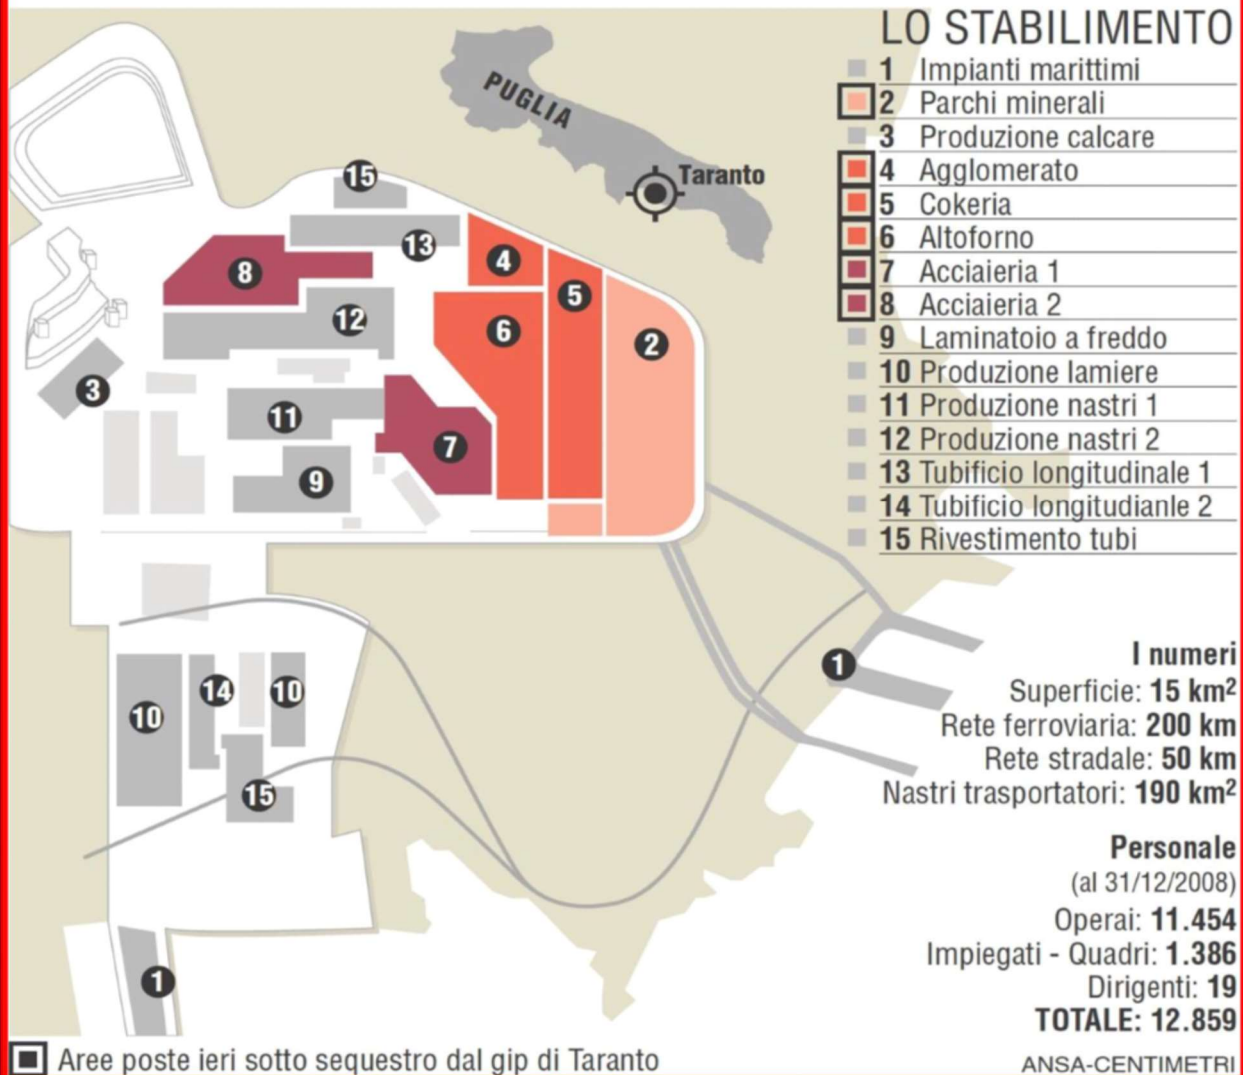 LO STABILIMENTO
1 Impianti marittimi
2 Parchi minerali
3 Produzione calcare
4 Agglomerato
5 Cokeria
6 Altoforno
7 Acciaieria 1
8 Acciaieria 2
9 Laminatoio a freddo
10 Produzione lamiere
11 Produzione nastri 1
12 Produzione nastri 2
13 Tubificio longitudinale 1
14 Tubificio longitudianle 2
15 Rivestimento tubi
PUGLIA
Taranto
15
13
4
8
5
12
6
2
3
11
7
9
1
14
10
10
15
1
I numeri
Superficie: 15 km²
Rete ferroviaria: 200 km
Rete stradale: 50 km
Nastri trasportatori: 190 km²
Personale
(al 31/12/2008)
Operai: 11.454
Impiegati - Quadri: 1.386
Dirigenti: 19
TOTALE: 12.859
Aree poste ieri sotto sequestro dal gip di Taranto
ANSA-CENTIMETRI